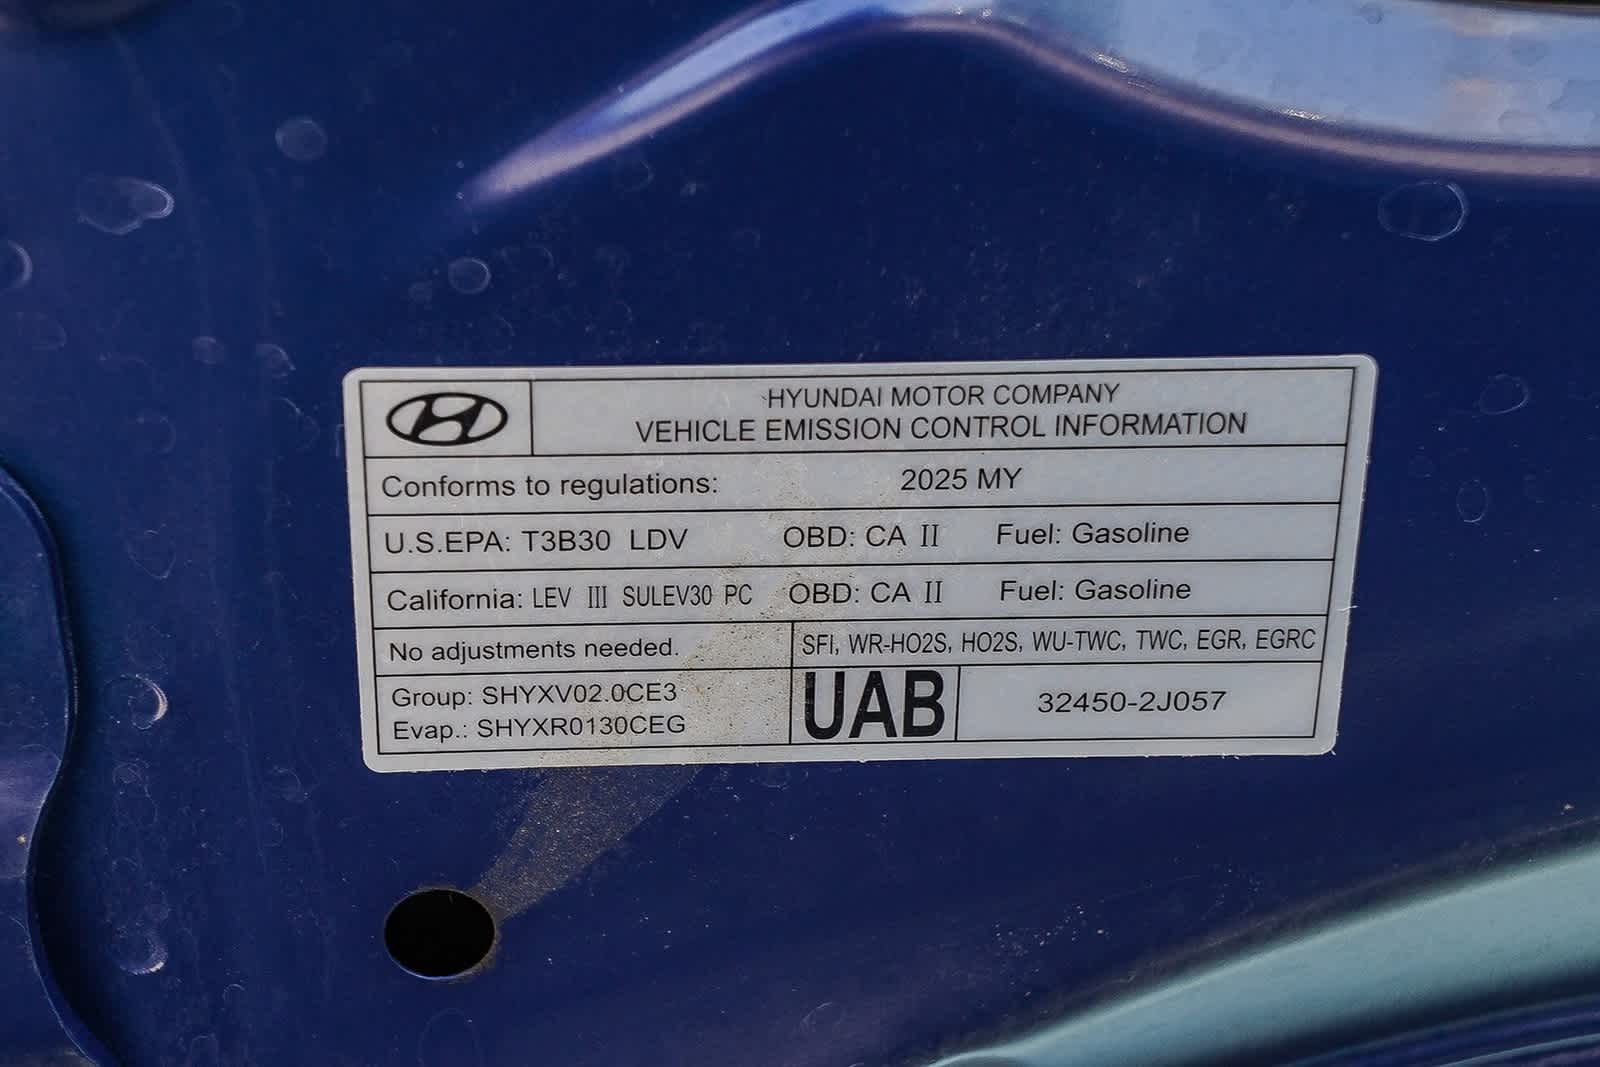 HYUNDAI MOTOR COMPANY
VEHICLE EMISSION CONTROL INFORMATION
Conforms to regulations: 2025 MY
U.S.EPA: T3B30 LDV OBD: CA II Fuel: Gasoline
California: LEV III SULEV30 PC OBD: CA II Fuel: Gasoline
No adjustments needed. SFI, WR-HO2S, HO2S, WU-TWC, TWC, EGR, EGRC
Group: SHYXV02.0CE3
Evap.: SHYXR0130CEG
UAB
32450-2J057